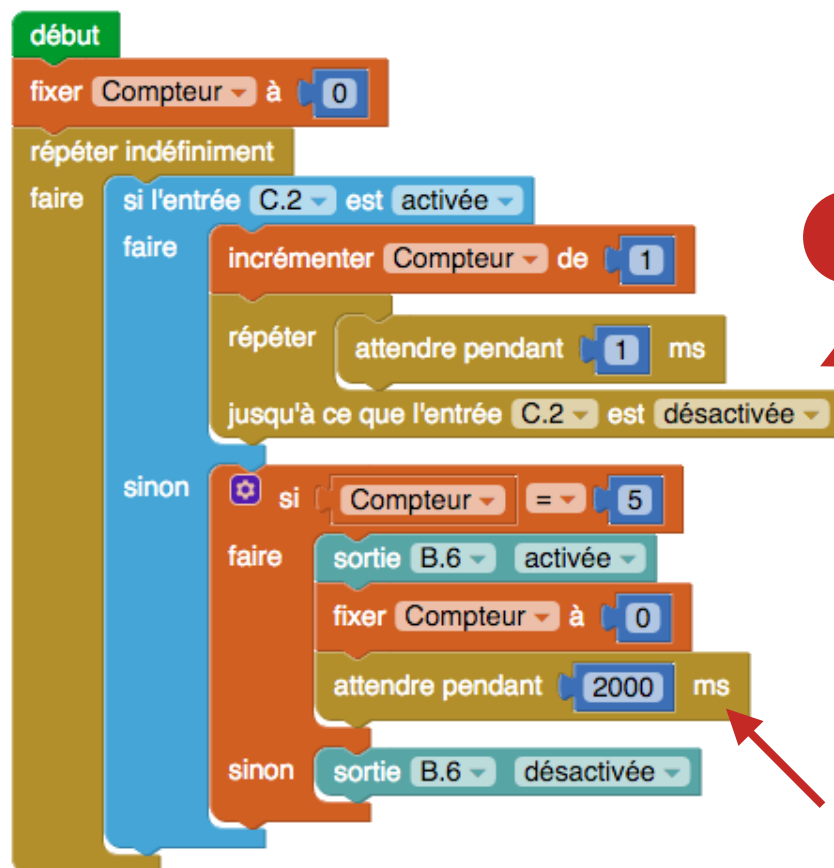 début
fixer Compteur à 0
répéter indéfiniment
faire si l'entrée C.2 est activée
faire incrémenter Compteur de 1
répéter attendre pendant 1 ms
jusqu'à ce que l'entrée C.2 est désactivée
sinon si Compteur = 5
faire sortie B.6 activée
fixer Compteur à 0
attendre pendant 2000 ms
sinon sortie B.6 désactivée